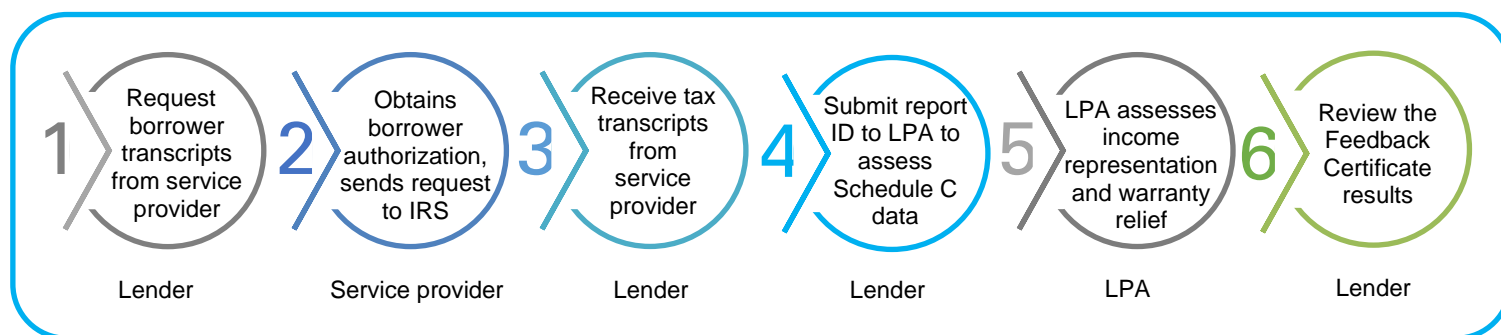 1
Request
borrower
transcripts
from service
provider
Lender
2
Obtains
borrower
authorization,
sends request
to IRS
Service provider
3
Receive tax
transcripts
from
service
provider
Lender
4
Submit report
ID to LPA to
assess
Schedule C
data
Lender
5
LPA assesses
income
representation
and warranty
relief
LPA
6
Review the
Feedback
Certificate
results
Lender